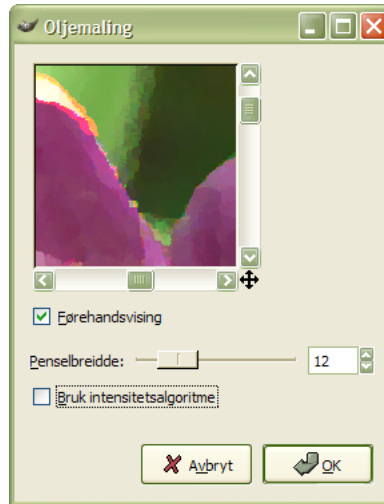 Oljemaling
Førehandsvising
Penselbreidde: 12
Bruk intensitetsalgoritme
Avbryt OK